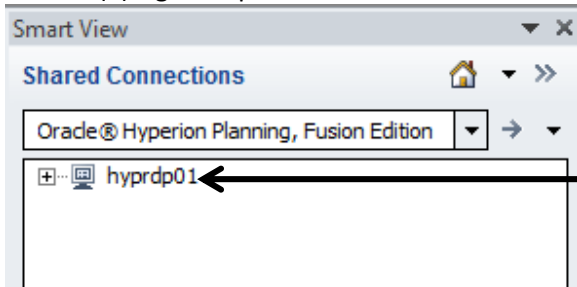 Smart View
Shared Connections
Oracle® Hyperion Planning, Fusion Edition
hyprdp01